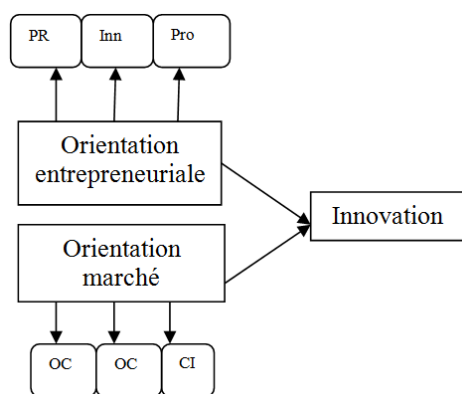 PR Inn Pro
Orientation
entrepreneuriale
Innovation
Orientation
marché
OC OC CI